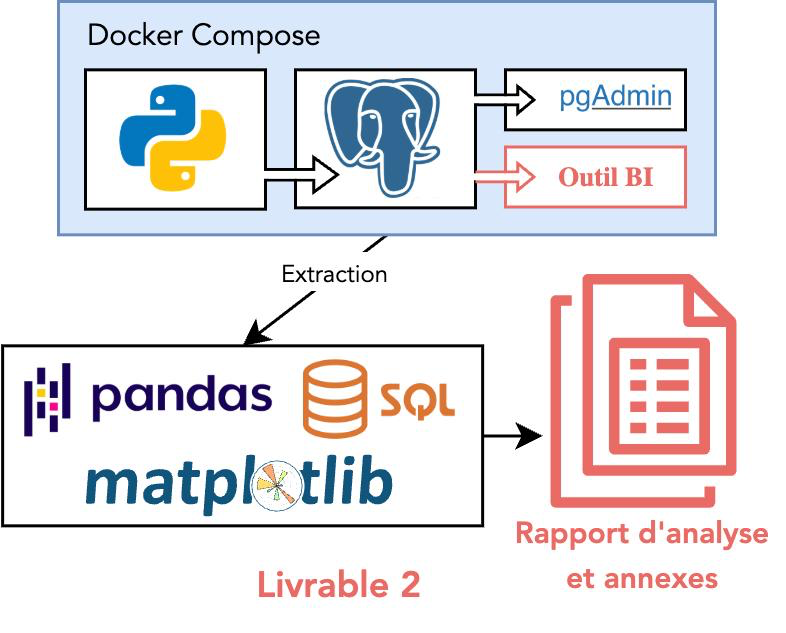 Docker Compose
pgAdmin
Outil BI
Extraction
pandas
SQL
matplotlib
Rapport d'analyse
et annexes
Livrable 2